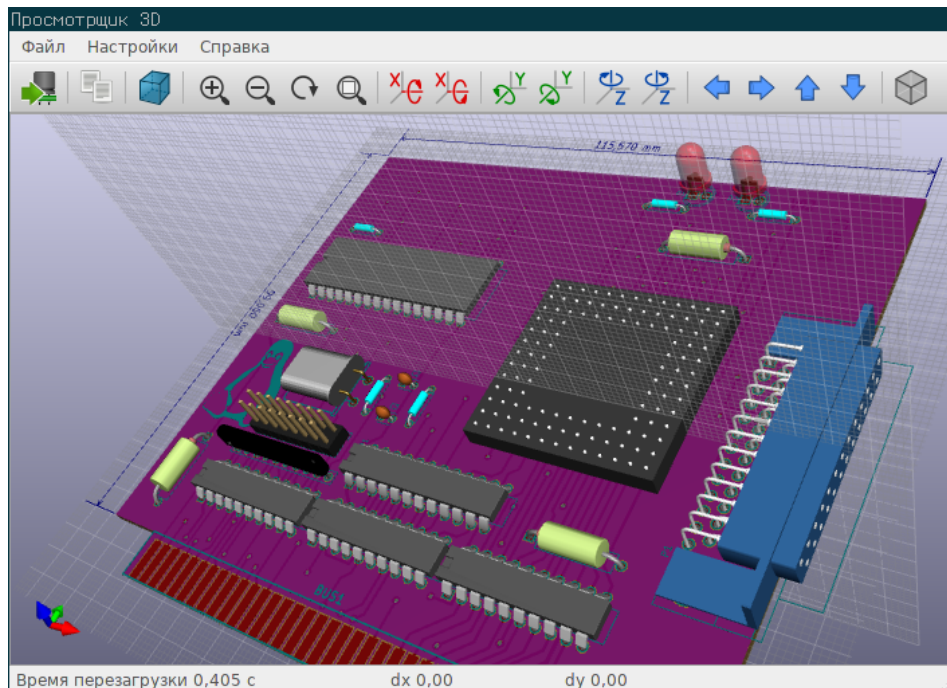 Просмотрщик 3D
Файл Настройки Справка
X X Y Y Z Z
115,570 mm
BUS1
Время перезагрузки 0,405 с dx 0,00 dy 0,00